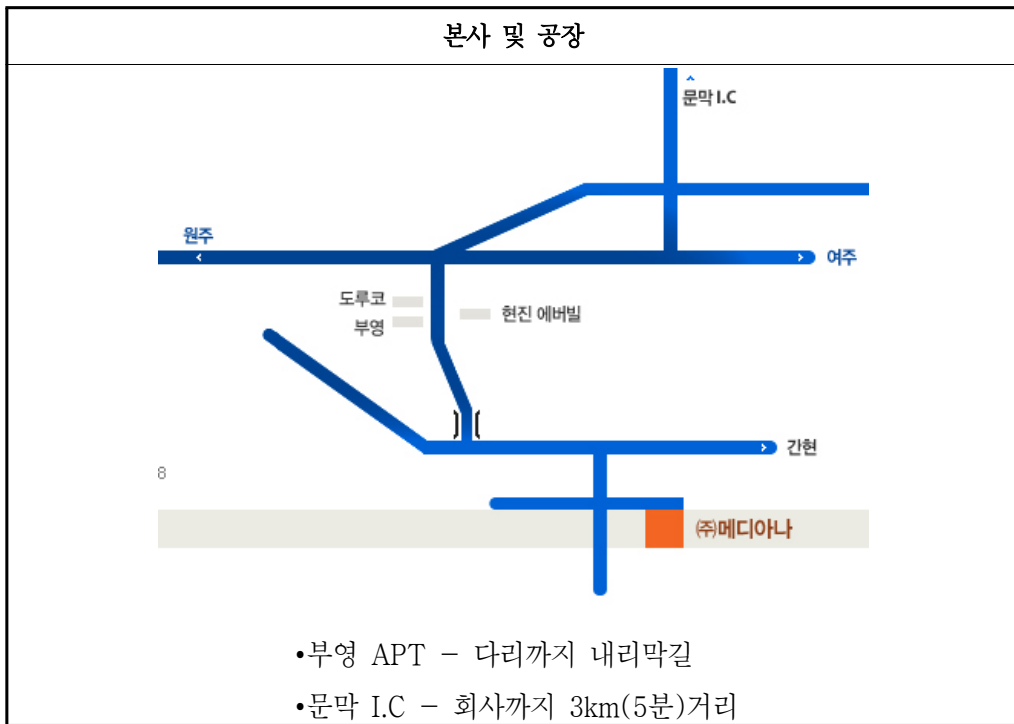 본사 및 공장
문막 I.C
원주
여주
도루코
부영
현진 에버빌
간현
8
㈜메디아나
•부영 APT - 다리까지 내리막길
•문막 I.C - 회사까지 3km(5분)거리